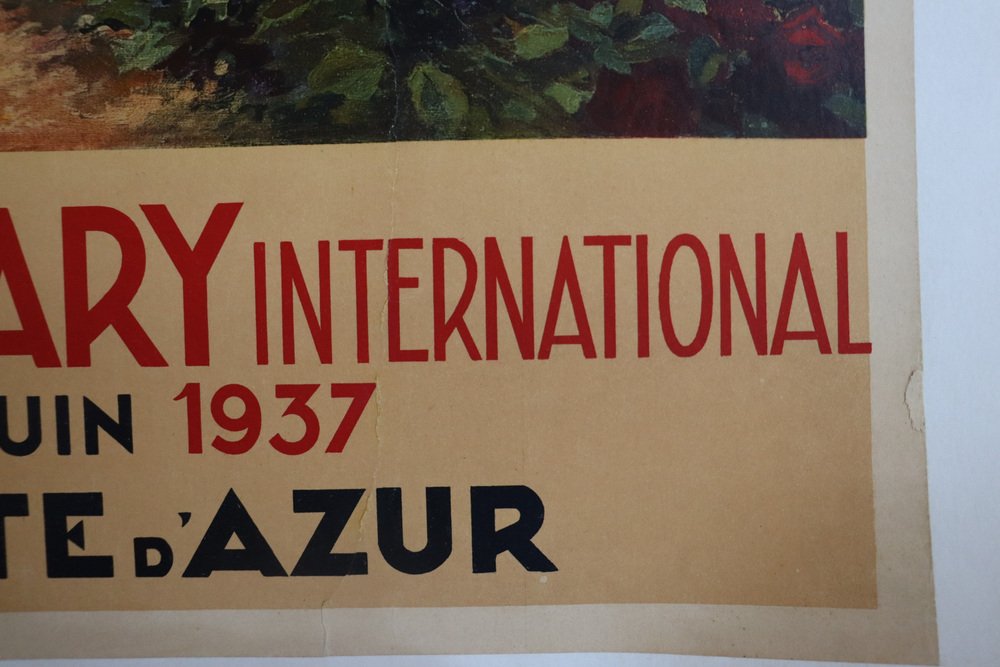 ARY INTERNATIONAL
UIN 1937
TE D'AZUR